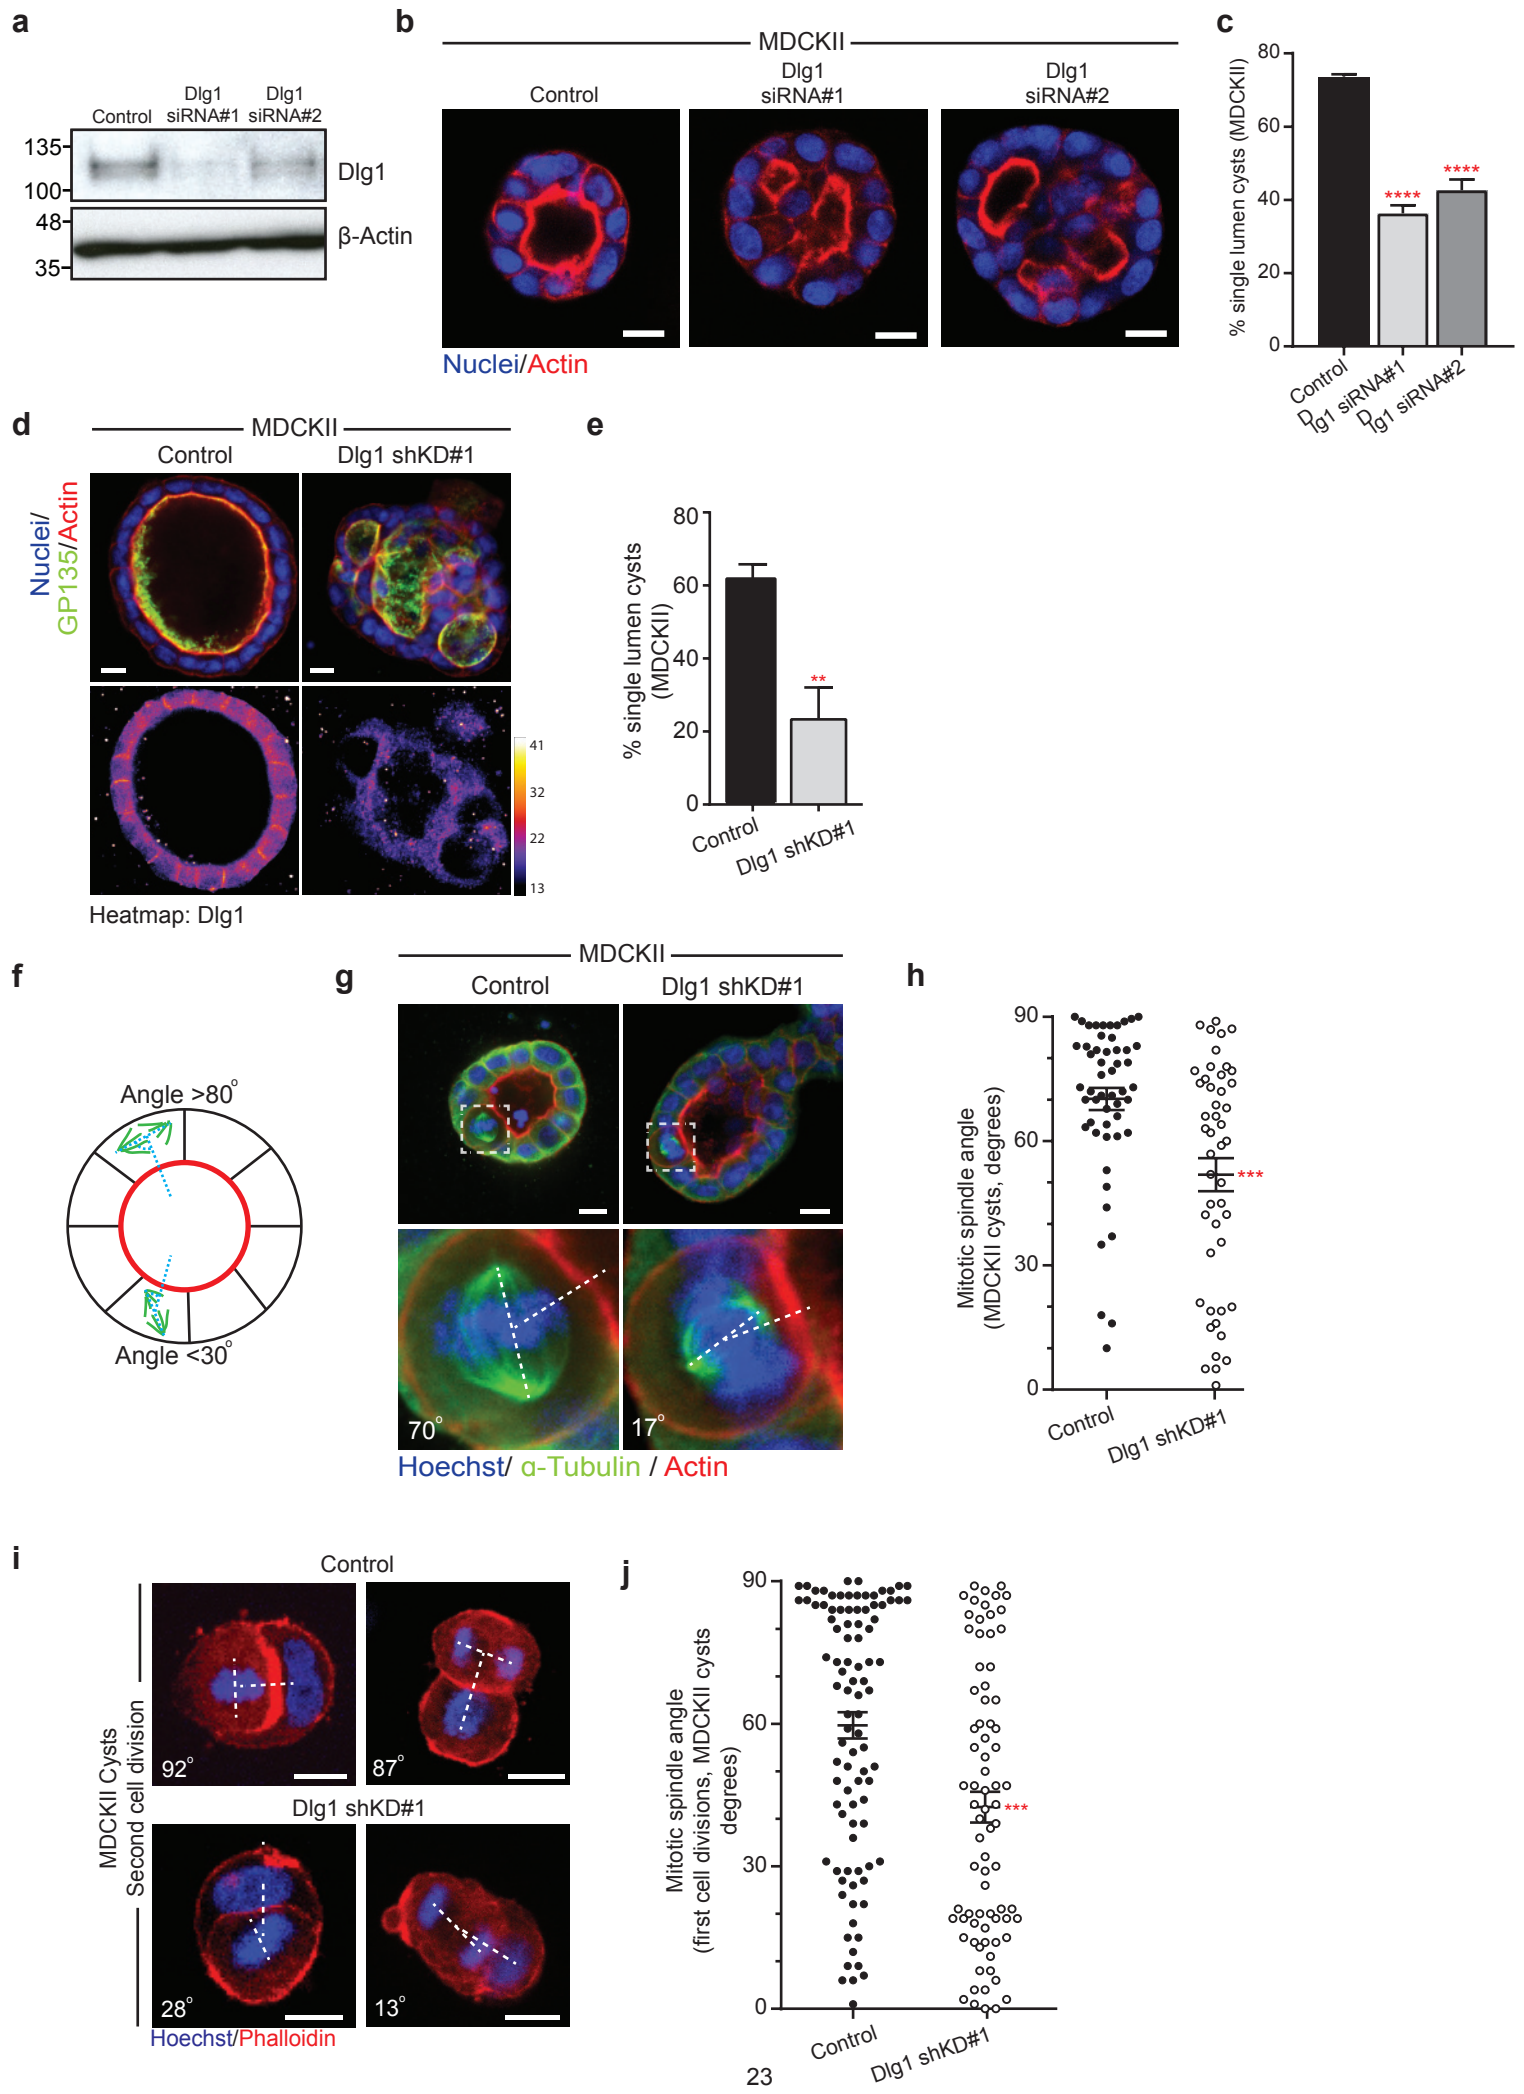 a
Control
Dlg1
siRNA#1
Dlg1
siRNA#2
135
100
Dlg1
48
35
β-Actin
b
MDCKII
Control
Dlg1
siRNA#1
Dlg1
siRNA#2
Nuclei/Actin
c
% single lumen cysts (MDCKII)
80
60
40
20
0
****
****
Control
Dlg1 siRNA#1
Dlg1 siRNA#2
d
MDCKII
Control
Dlg1 shKD#1
Nuclei/
GP135/Actin
41
32
22
13
Heatmap: Dlg1
e
% single lumen cysts
(MDCKII)
80
60
40
20
0
**
Control
Dlg1 shKD#1
f
Angle >80°
Angle <30°
g
MDCKII
Control
Dlg1 shKD#1
70°
17°
Hoechst/ α-Tubulin / Actin
h
Mitotic spindle angle
(MDCKII cysts, degrees)
90
60
30
0
***
Control
Dlg1 shKD#1
i
MDCKII Cysts
Second cell division
Control
92°
87°
Dlg1 shKD#1
28°
13°
Hoechst/Phalloidin
j
Mitotic spindle angle
(first cell divisions, MDCKII cysts
degrees)
90
60
30
0
***
Control
Dlg1 shKD#1
23